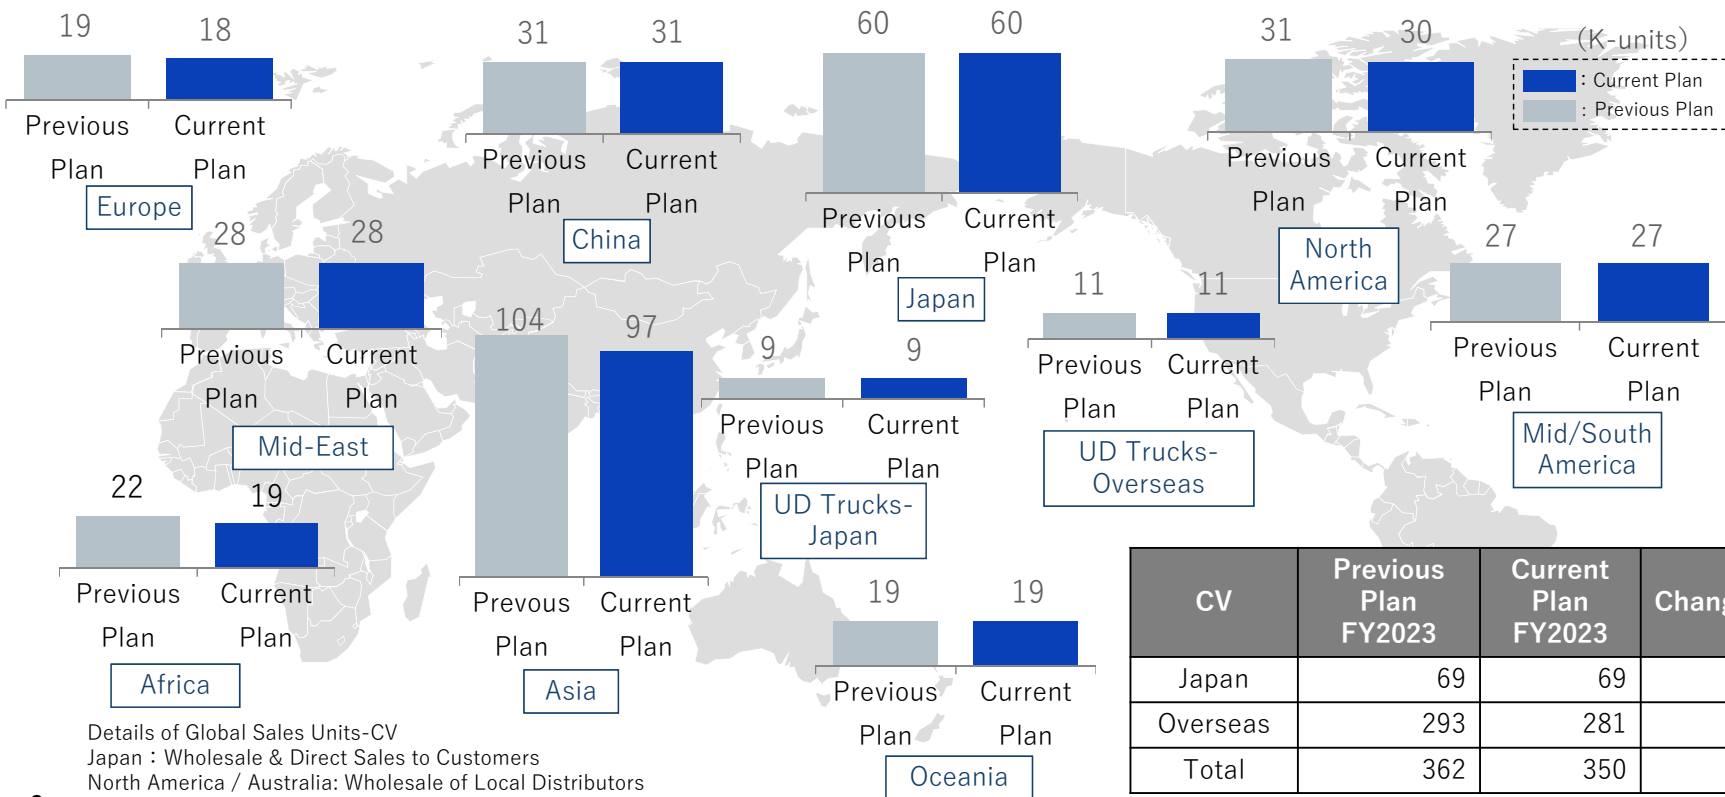 19 18
Previous Plan Current Plan
Europe
31 31
Previous Plan Current Plan
China
60 60
Previous Plan Current Plan
Japan
31 30
Previous Plan Current Plan
North America
(K-units)
: Current Plan
: Previous Plan
28 28
Previous Plan Current Plan
Mid-East
104 97
Prevous Plan Current Plan
Asia
9 9
Previous Plan Current Plan
UD Trucks-Japan
11 11
Previous Plan Current Plan
UD Trucks-Overseas
27 27
Previous Plan Current Plan
Mid/South America
22 19
Previous Plan Current Plan
Africa
19 19
Previous Plan Current Plan
Oceania
CV Previous Plan FY2023 Current Plan FY2023
Japan 69 69
Overseas 293 281
Total 362 350
Details of Global Sales Units-CV
Japan：Wholesale & Direct Sales to Customers
North America / Australia: Wholesale of Local Distributors